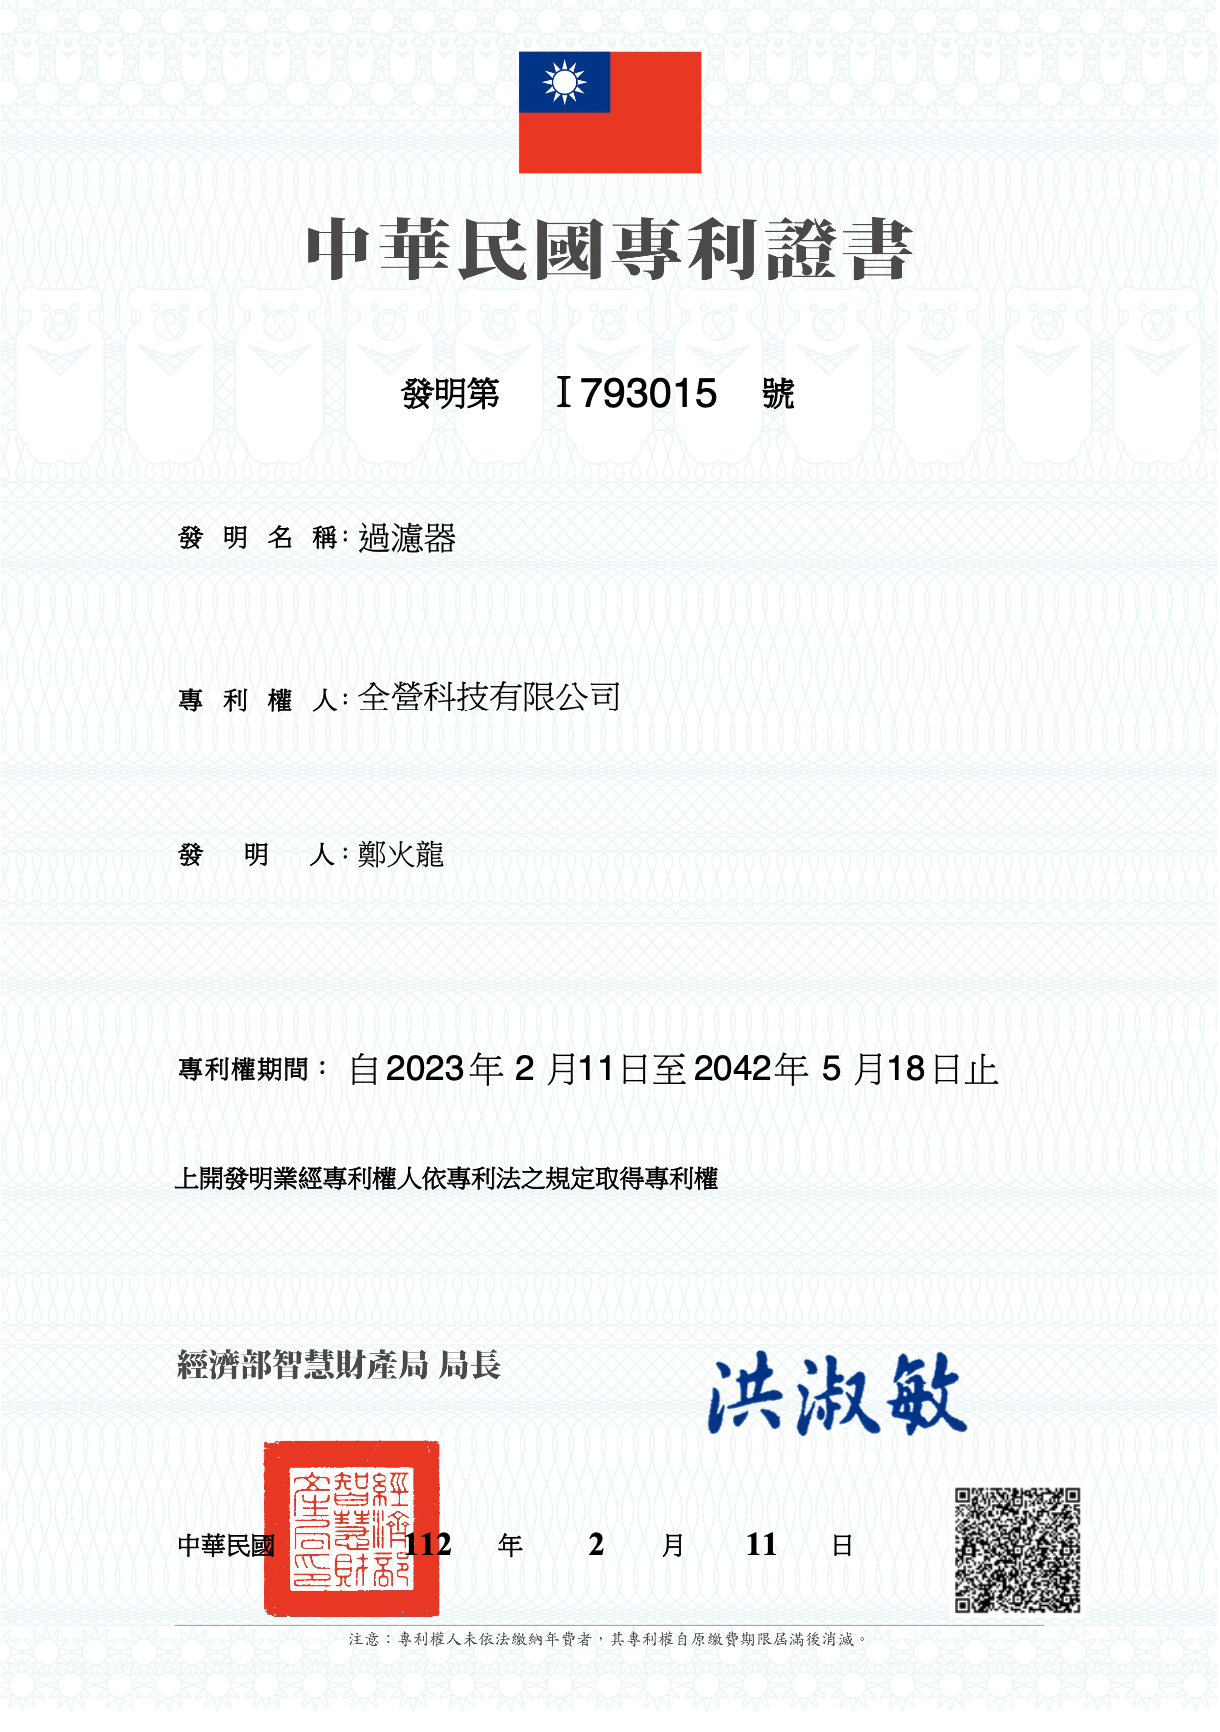 中華民國專利證書
發明第 I793015 號
發明名稱：過濾器
專利權人：全營科技有限公司
發明人：鄭火龍
專利權期間： 自2023年 2 月11日至2042年 5 月18日止
上開發明業經專利權人依專利法之規定取得專利權
經濟部智慧財產局 局長
洪淑敏
經濟部智慧財產局印
中華民國 112 年 2 月 11 日
注意：專利權人未依法繳納年費者，其專利權自原繳費期限屆滿後消滅。